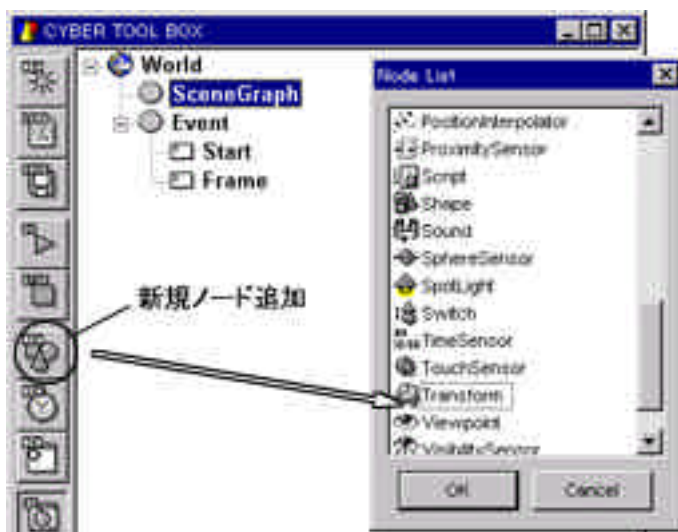 CYBER TOOL BOX
World
SceneGraph
Event
Start
Frame
新規ノード追加
Node List
PositionInterpolator
ProximitySensor
Script
Shape
Sound
SphereSensor
SpotLight
Switch
TimeSensor
TouchSensor
Transform
Viewpoint
VisibilitySensor
OK
Cancel